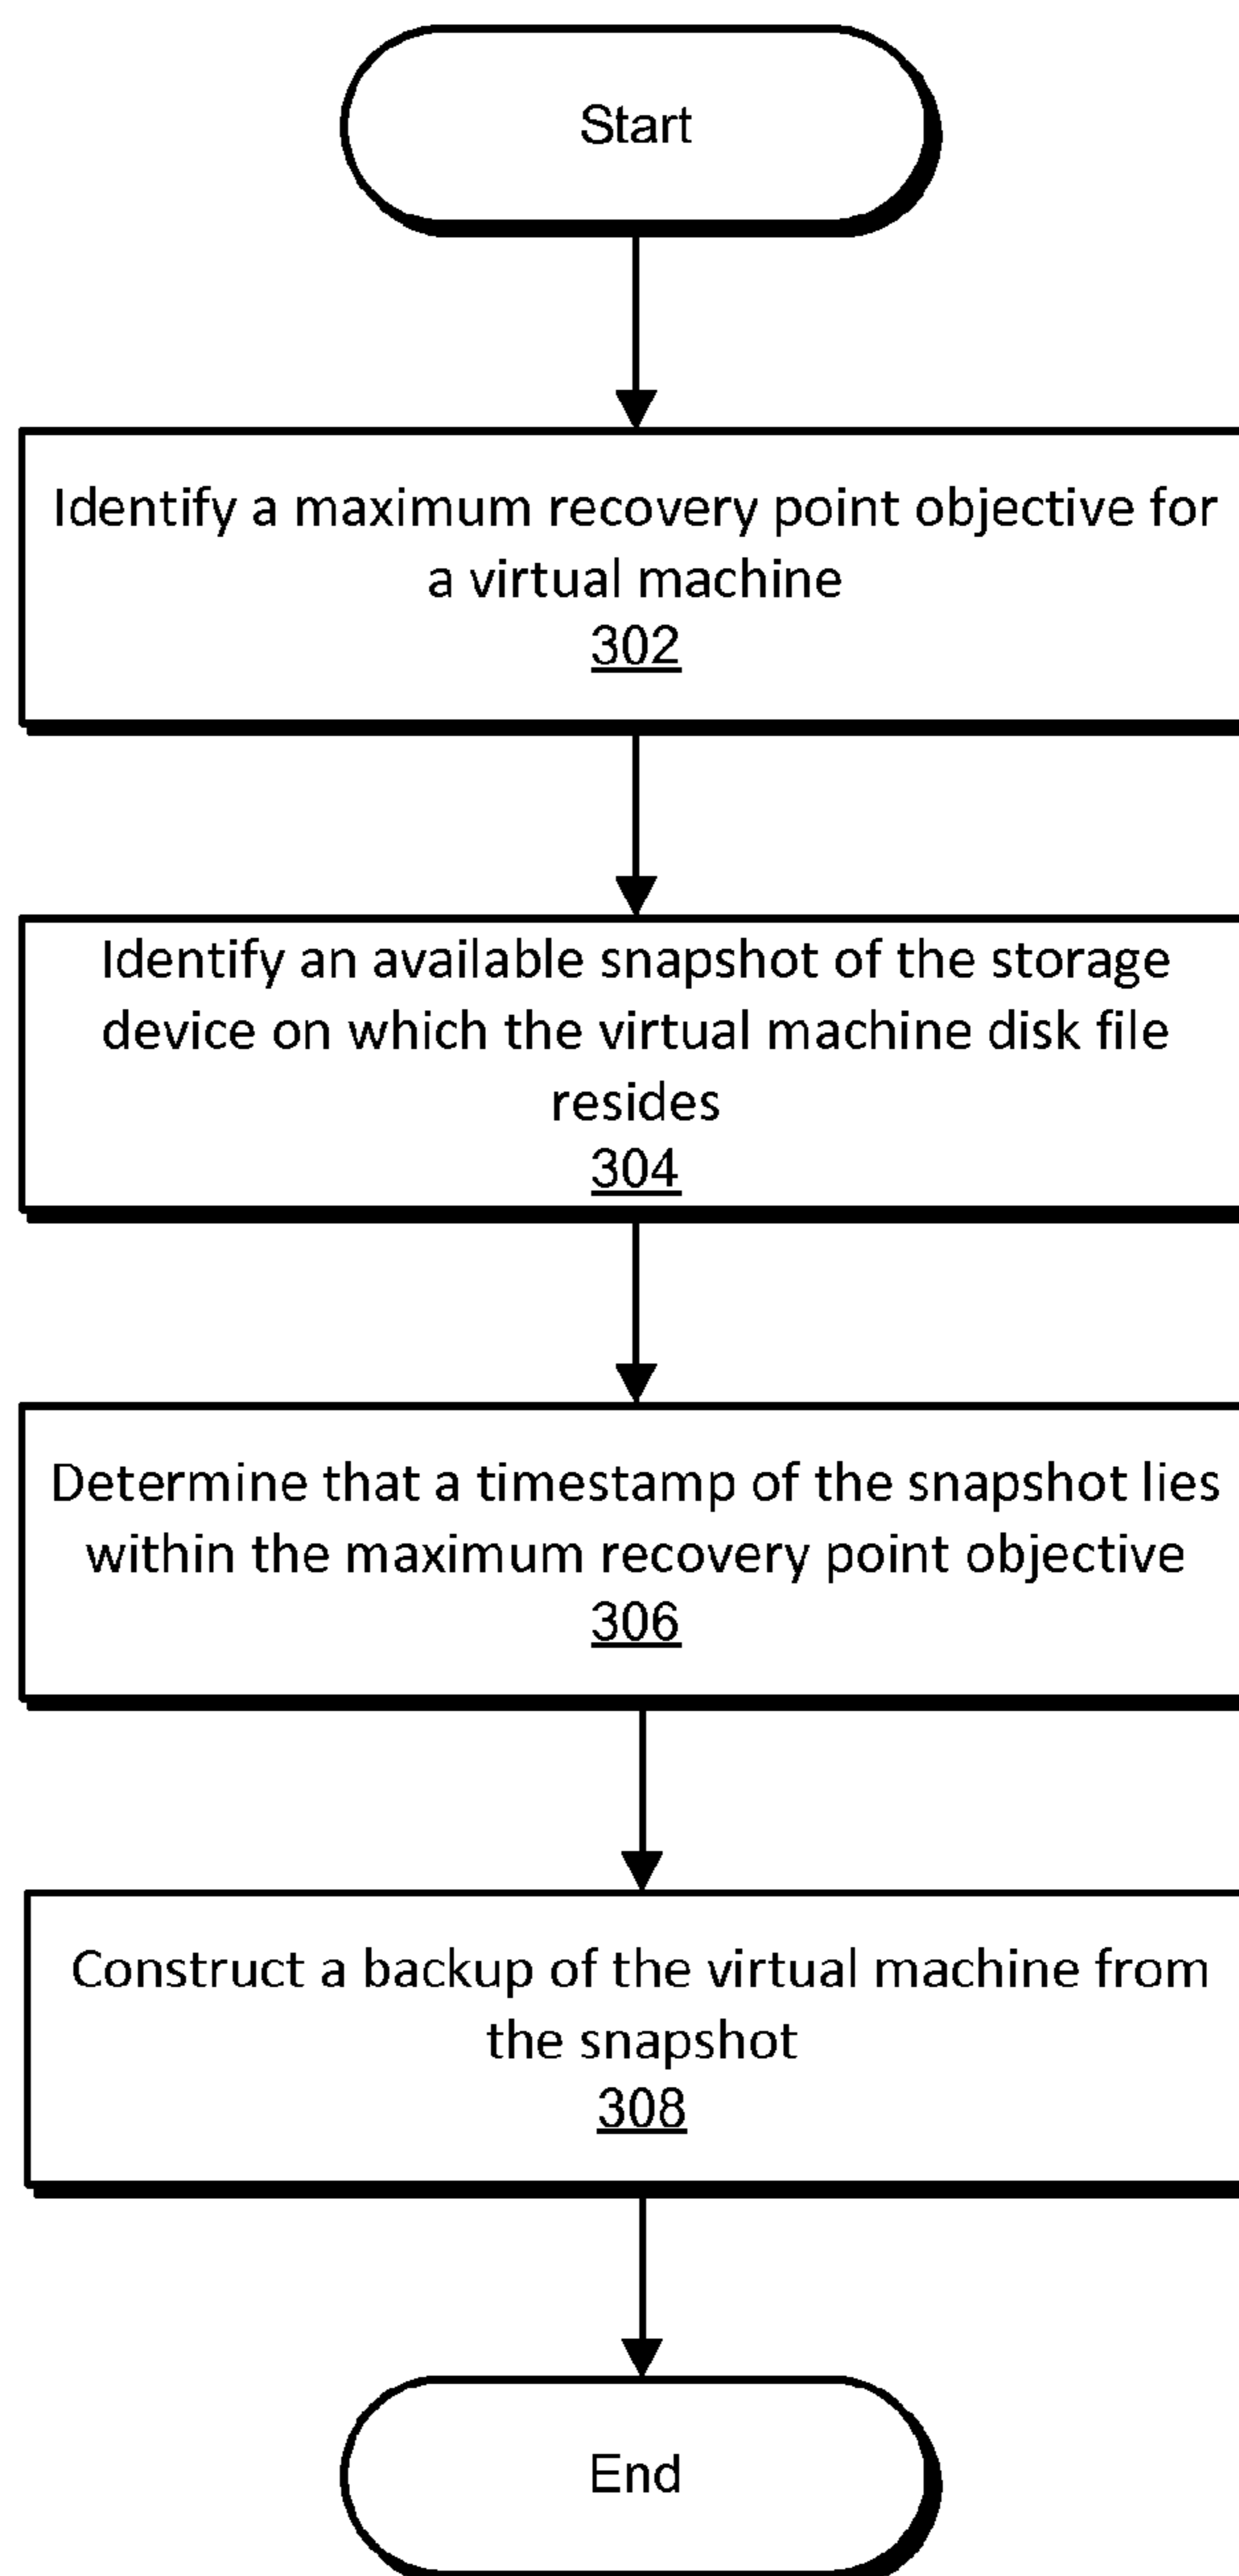 Start
Identify a maximum recovery point objective for
a virtual machine
302
Identify an available snapshot of the storage
device on which the virtual machine disk file
resides
304
Determine that a timestamp of the snapshot lies
within the maximum recovery point objective
306
Construct a backup of the virtual machine from
the snapshot
308
End